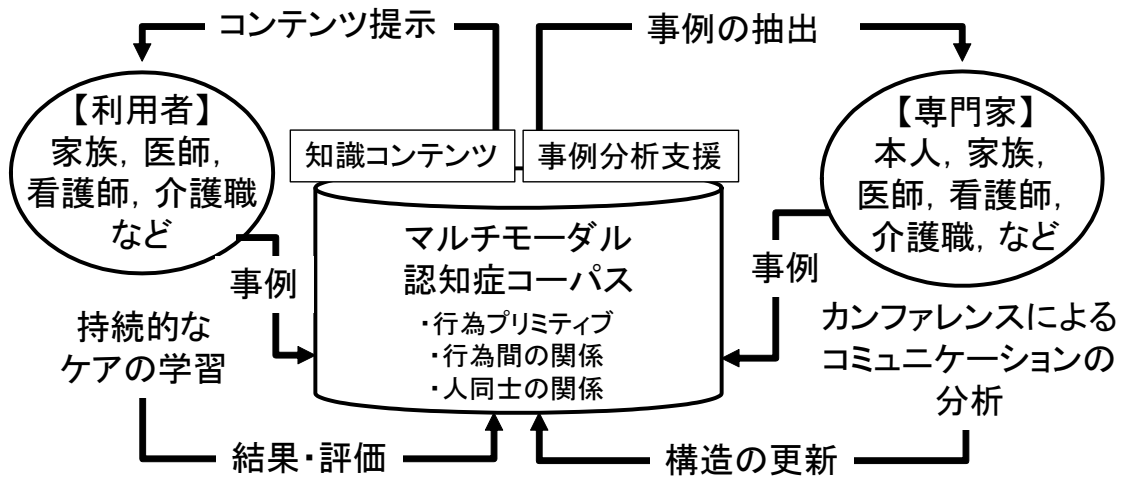 コンテンツ提示
事例の抽出
【利用者】
家族，医師，
看護師，介護職
など
知識コンテンツ
事例分析支援
【専門家】
本人，家族，
医師，看護師，
介護職，など
マルチモーダル
認知症コーパス
・行為プリミティブ
・行為間の関係
・人同士の関係
事例
事例
持続的な
ケアの学習
カンファレンスによる
コミュニケーションの
分析
結果・評価
構造の更新